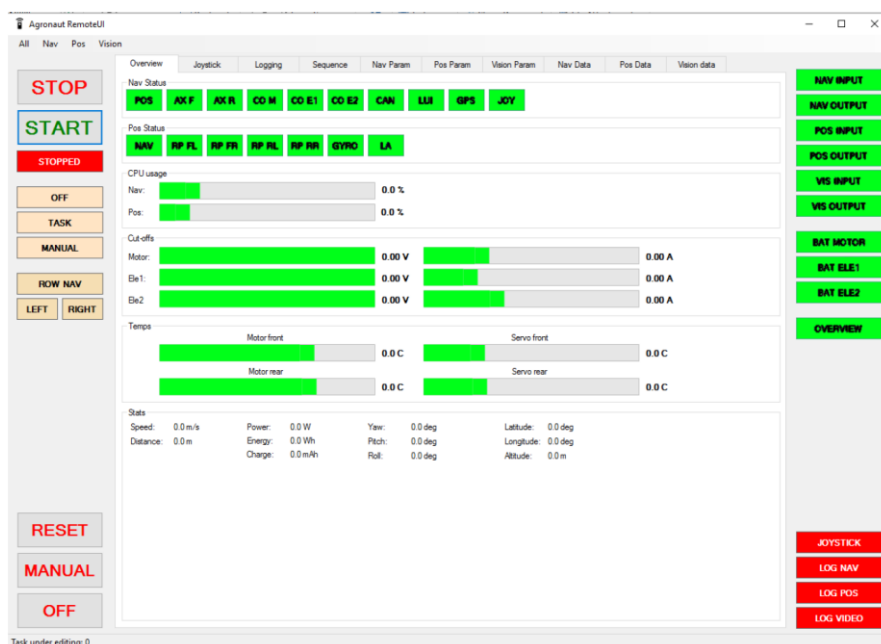 Agronaut RemoteUI
All Nav Pos Vision
Overview Joystick Logging Sequence Nav Param Pos Param Vision Param Nav Data Pos Data Vision data
STOP
START
STOPPED
OFF
TASK
MANUAL
ROW NAV
LEFT RIGHT
RESET
MANUAL
OFF
Nav Status
POS AX F AX R CO M CO E1 CO E2 CAN LUI GPS JOY
Pos Status
NAV RP FL RP FR RP RL RP RR GYRO LA
CPU usage
Nav: 0.0 %
Pos: 0.0 %
Cut-offs
Motor: 0.00 V 0.00 A
Ele1: 0.00 V 0.00 A
Ele2 0.00 V 0.00 A
Temps
Motor front Servo front
0.0 C 0.0 C
Motor rear Servo rear
0.0 C 0.0 C
Stats
Speed: 0.0 m/s Power: 0.0 W Yaw: 0.0 deg Latitude: 0.0 deg
Distance: 0.0 m Energy: 0.0 Wh Pitch: 0.0 deg Longitude: 0.0 deg
Charge: 0.0 mAh Roll: 0.0 deg Altitude: 0.0 m
NAV INPUT
NAV OUTPUT
POS INPUT
POS OUTPUT
VIS INPUT
VIS OUTPUT
BAT MOTOR
BAT ELE1
BAT ELE2
OVERVIEW
JOYSTICK
LOG NAV
LOG POS
LOG VIDEO
Task under editing: 0